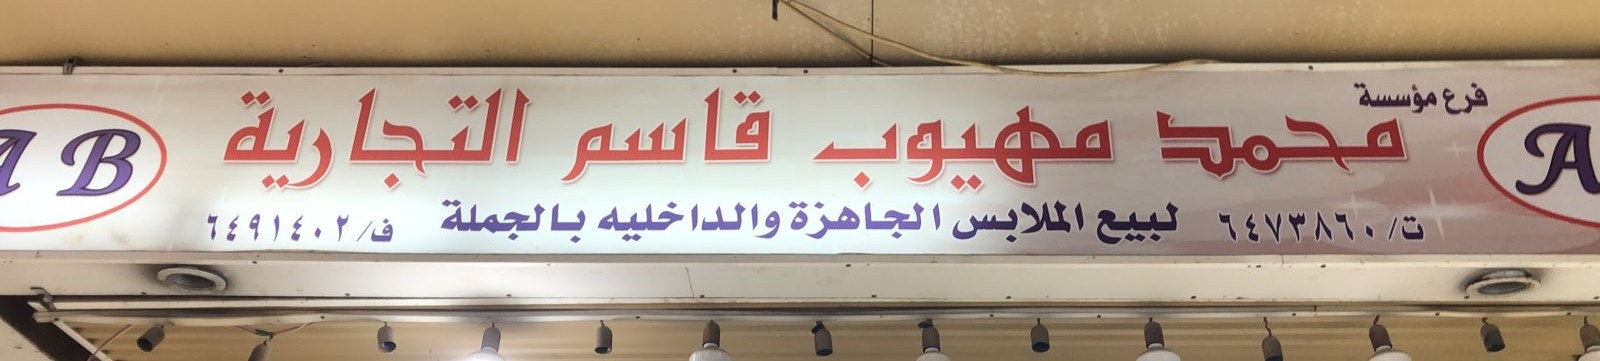 فرع مؤسسة
محمد مهيوب قاسم التجارية
ت/٦٤٧٣٨٦٠ لبيع الملابس الجاهزة والداخليه بالجملة ف/٦٤٩١٤٠٢
A B
A